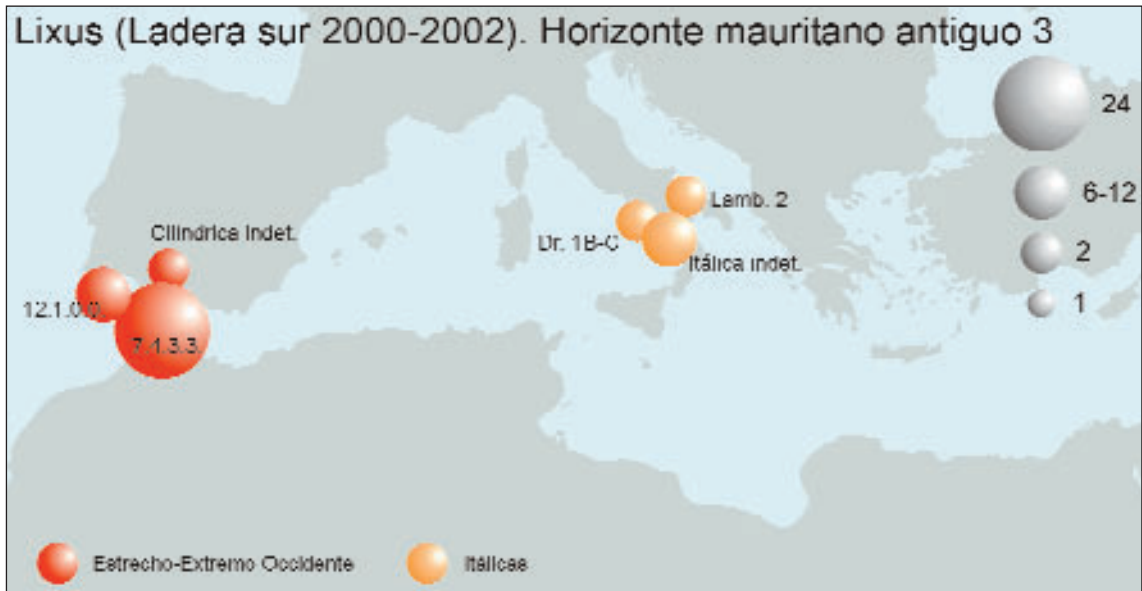 Lixus (Ladera sur 2000-2002). Horizonte mauritano antiguo 3
24
6-12
Lamb. 2
Cilíndrica indet.
Dr. 1B-C
2
Itálica indet.
12.1.0.0.
1
7.4.3.3.
Estrecho-Extremo Occidente
Itálicas